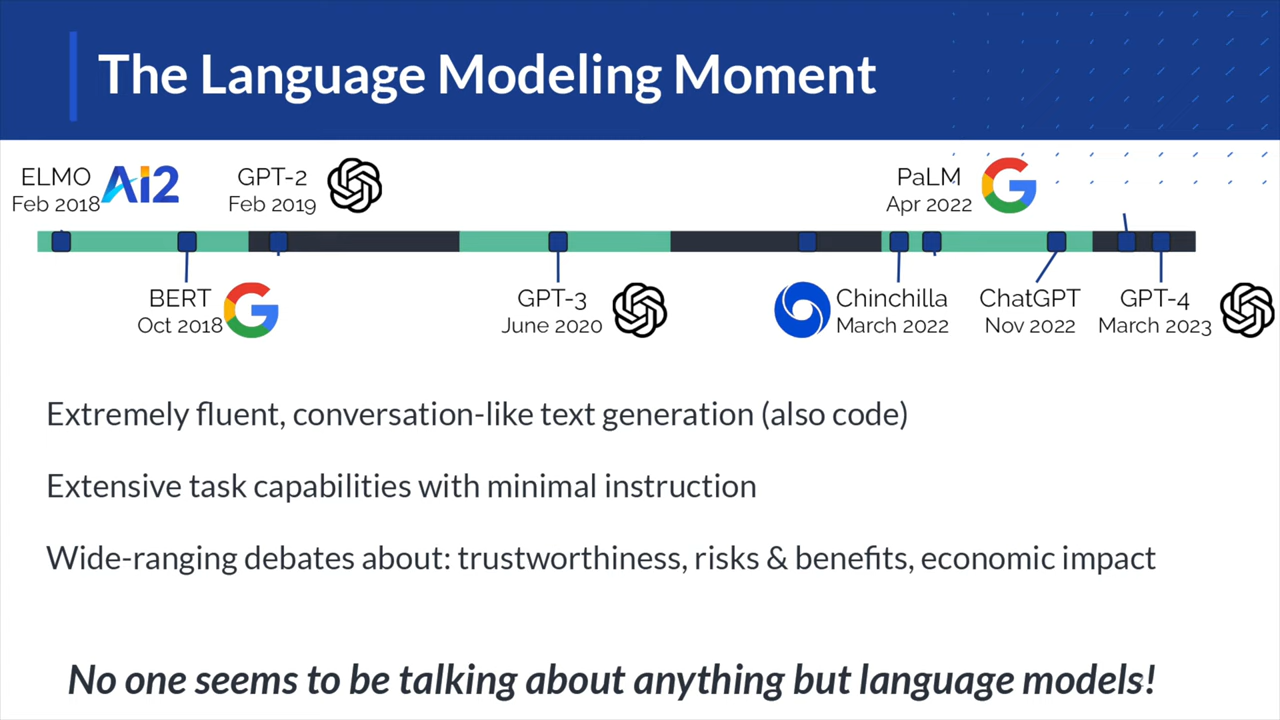 The Language Modeling Moment
ELMO
Feb 2018
Ai2
GPT-2
Feb 2019
PaLM
Apr 2022
G
BERT
Oct 2018
G
GPT-3
June 2020
Chinchilla
March 2022
ChatGPT
Nov 2022
GPT-4
March 2023
Extremely fluent, conversation-like text generation (also code)
Extensive task capabilities with minimal instruction
Wide-ranging debates about: trustworthiness, risks & benefits, economic impact
No one seems to be talking about anything but language models!